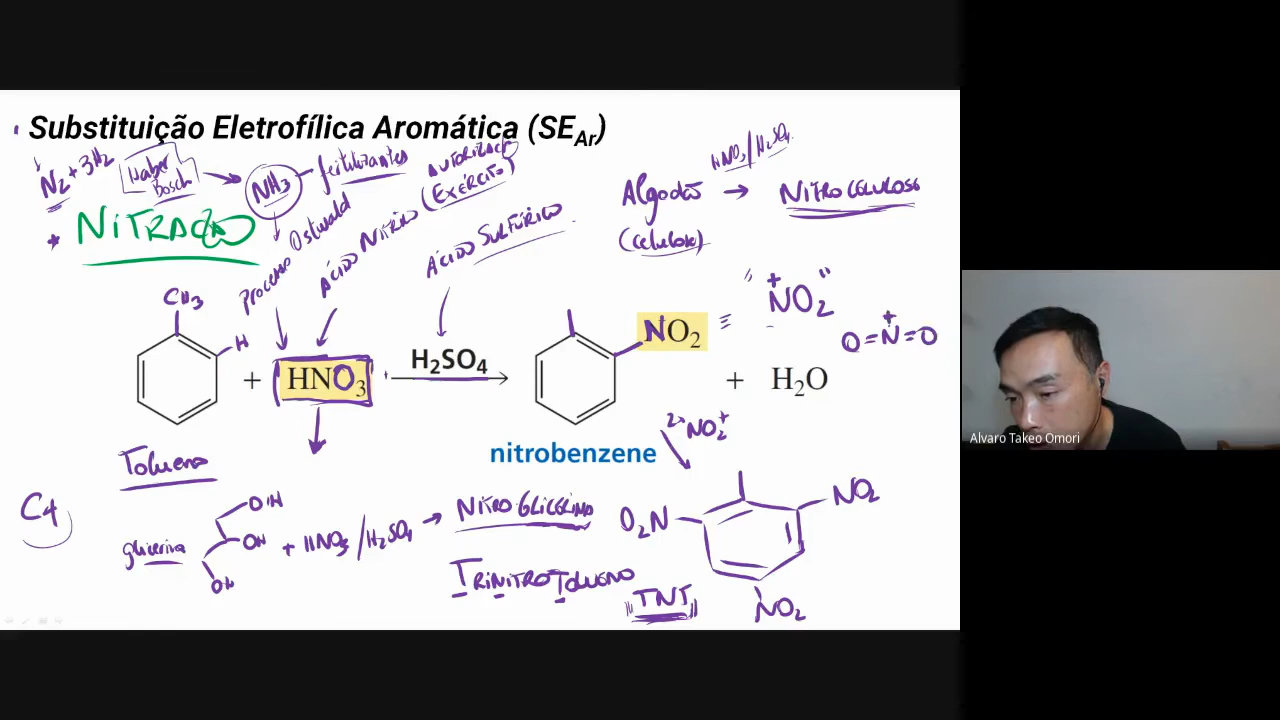 Substituição Eletrofílica Aromática (SEAr)
N2 + 3H2
Haber Bosch
NH3
fertilizantes
AUTORIZAÇÃO
(EXÉRCITO)
HNO3/H2SO4
Algodão → NITROCELULOSE
(celulose)
* NITRAÇÃO
processo Ostwald
ÁCIDO NÍTRICO
ÁCIDO SULFÚRICO
" +NO2 "
O=N+=O
CH3
H
+ HNO3
H2SO4
NO2
+ H2O
Alvaro Takeo Omori
2 NO2+
nitrobenzene
Tolueno
C4
glicerina
OH
OH
OH
+ HNO3/H2SO4 → NITROGLICERINA
TRINITROTOLUENO
"TNT"
O2N
NO2
NO2